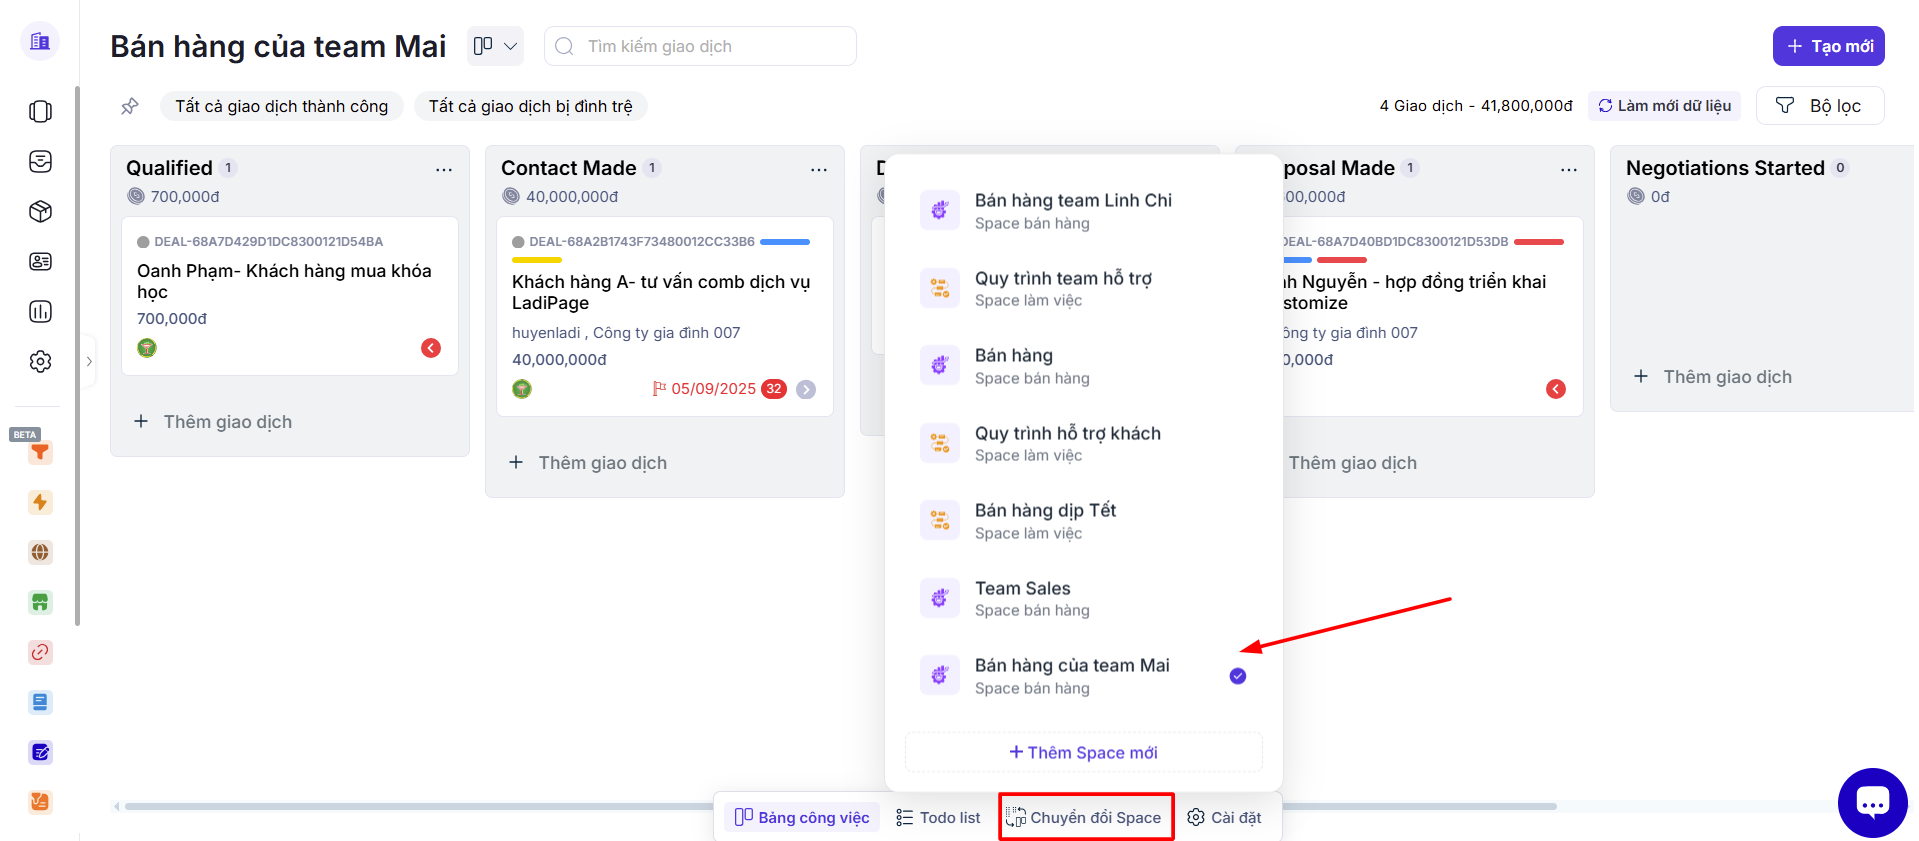 Bán hàng của team Mai
Tìm kiếm giao dịch
+ Tạo mới
Tất cả giao dịch thành công
Tất cả giao dịch bị đình trệ
4 Giao dịch - 41,800,000đ
Làm mới dữ liệu
Bộ lọc
BETA
Qualified 1
700,000đ
DEAL-68A7D429D1DC8300121D54BA
Oanh Phạm- Khách hàng mua khóa
học
700,000đ
+ Thêm giao dịch
Contact Made 1
40,000,000đ
DEAL-68A2B1743F73480012CC33B6
Khách hàng A- tư vấn comb dịch vụ
LadiPage
huyenladi , Công ty gia đình 007
40,000,000đ
05/09/2025 32
+ Thêm giao dịch
Bán hàng team Linh Chi
Space bán hàng
Quy trình team hỗ trợ
Space làm việc
Bán hàng
Space bán hàng
Quy trình hỗ trợ khách
Space làm việc
Bán hàng dịp Tết
Space làm việc
Team Sales
Space bán hàng
Bán hàng của team Mai
Space bán hàng
+ Thêm Space mới
posal Made 1
00,000đ
DEAL-68A7D40BD1DC8300121D53DB
nh Nguyễn - hợp đồng triển khai
stomize
ông ty gia đình 007
0,000đ
Thêm giao dịch
Negotiations Started 0
0đ
+ Thêm giao dịch
Bảng công việc
Todo list
Chuyển đổi Space
Cài đặt